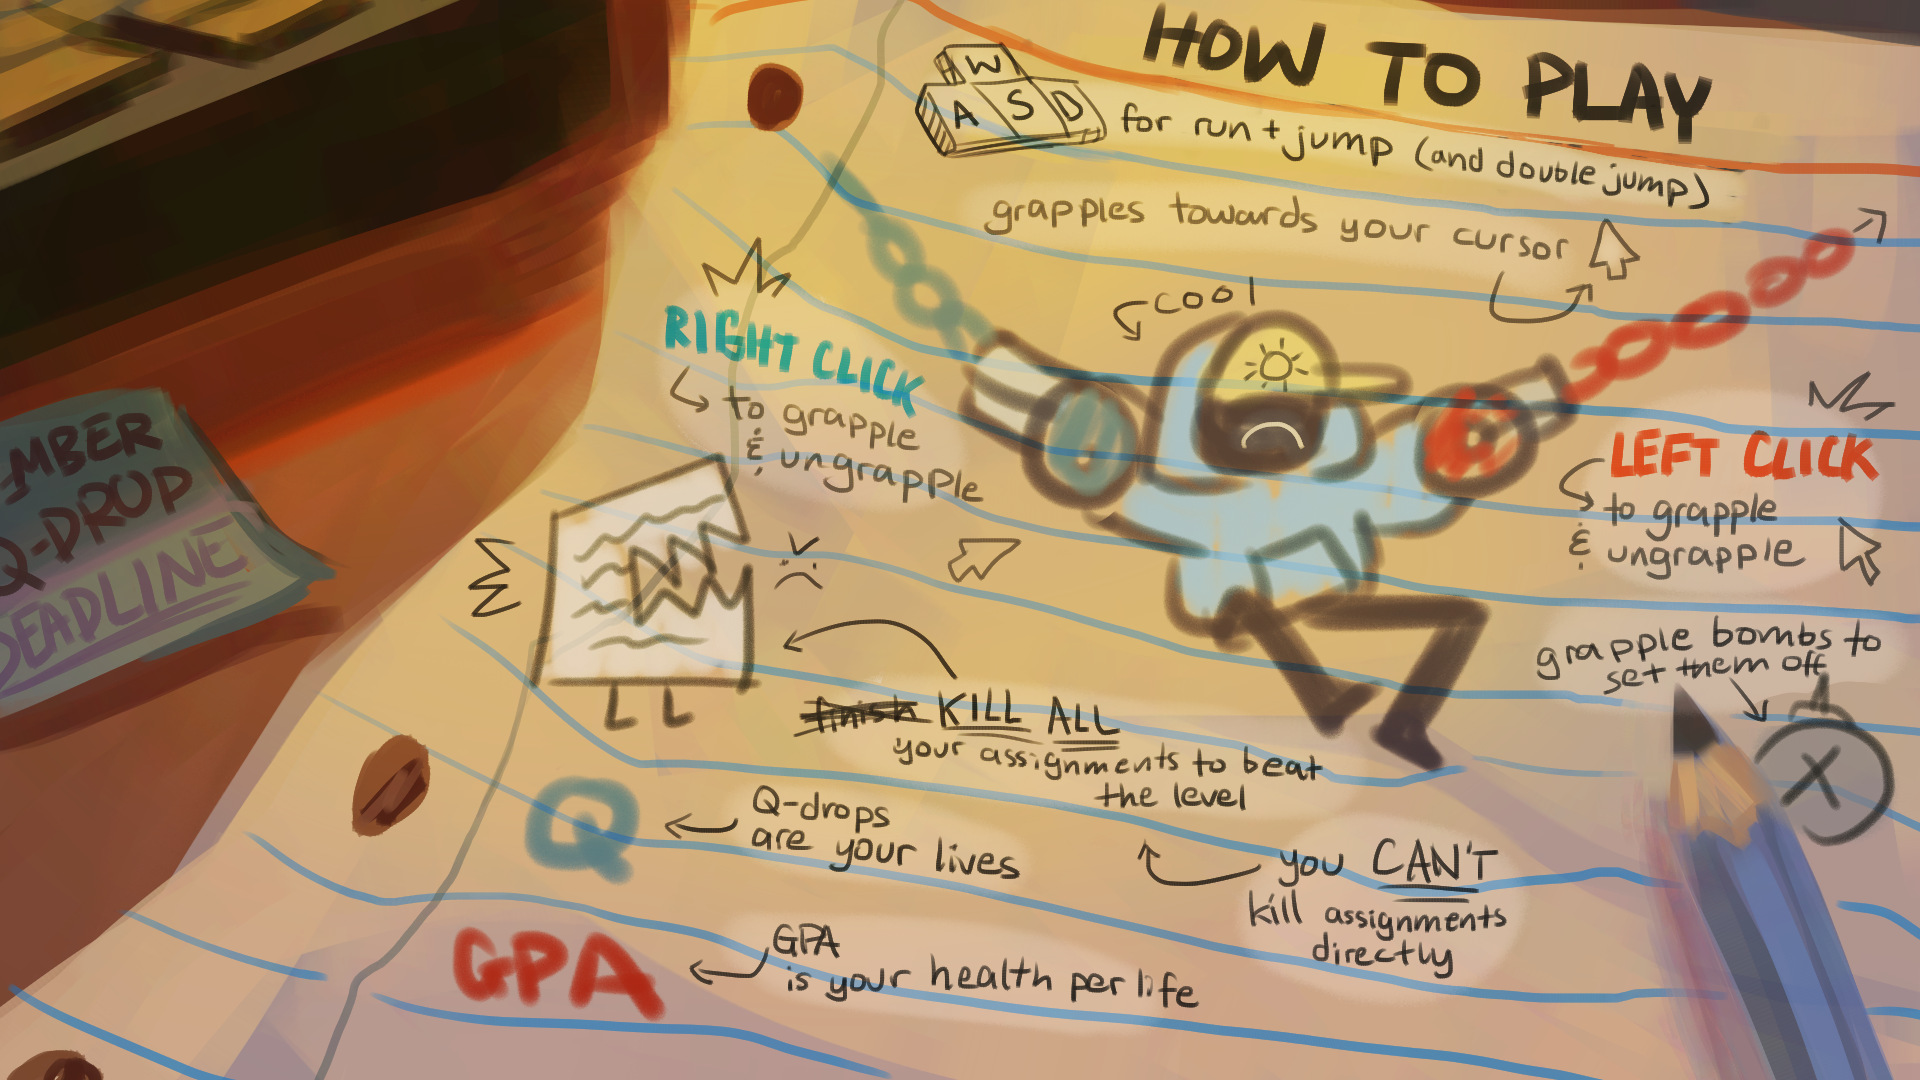 HOW TO PLAY
W
A S D
for run + jump (and double jump)
grapples towards your cursor
cool
RIGHT CLICK
to grapple
& ungrapple
LEFT CLICK
to grapple
& ungrapple
grapple bombs to
set them off
X
finish KILL ALL
your assignments to beat
the level
Q
Q-drops
are your lives
you CAN'T
kill assignments
directly
GPA
GPA
is your health per life
-MBER
Q-DROP
DEADLINE